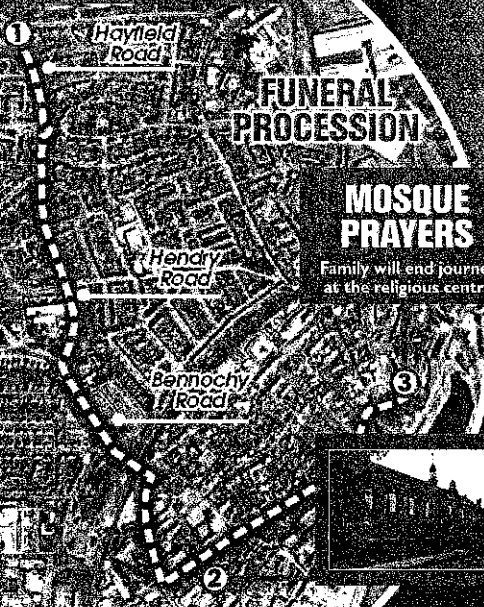 1
Hayfield
Road
FUNERAL
PROCESSION
MOSQUE
PRAYERS
Family will end journe
at the religious centr
Hendry
Road
Bennochy
Road
3
2